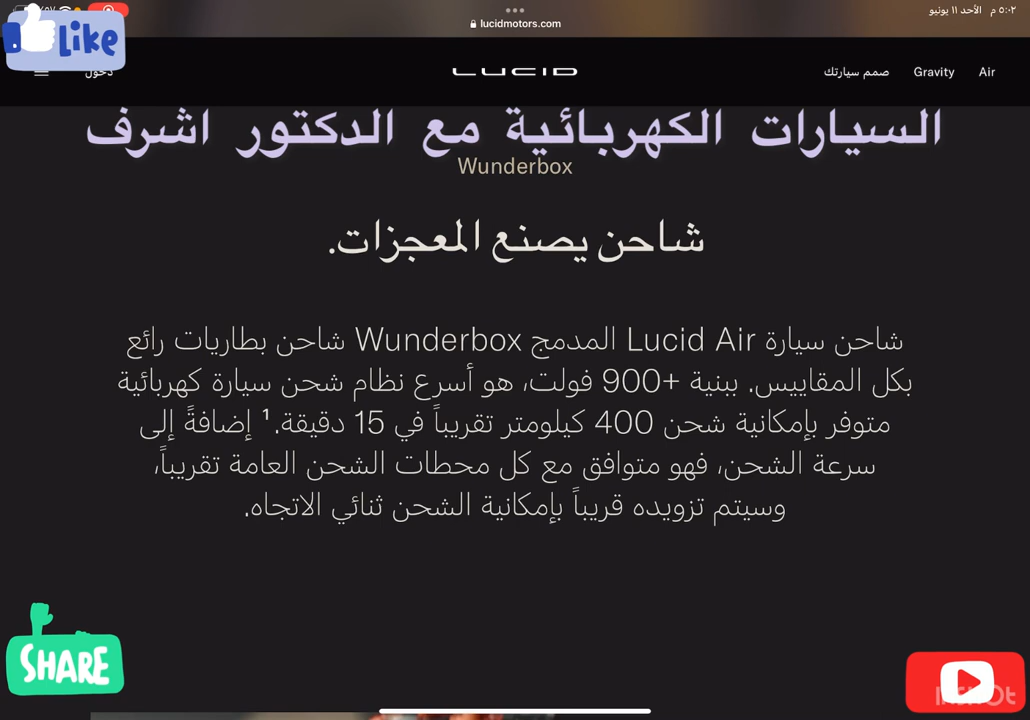 ٥:٠٢ م الأحد ١١ يونيو
lucidmotors.com
Like
Air
Gravity
صمم سيارتك
LUCID
دخول
السيارات الكهربائية مع الدكتور اشرف
Wunderbox
شاحن يصنع المعجزات.
شاحن سيارة Lucid Air المدمج Wunderbox شاحن بطاريات رائع
بكل المقاييس. ببنية +900 فولت، هو أسرع نظام شحن سيارة كهربائية
متوفر بإمكانية شحن 400 كيلومتر تقريباً في 15 دقيقة.¹ إضافةً إلى
سرعة الشحن، فهو متوافق مع كل محطات الشحن العامة تقريباً،
وسيتم تزويده قريباً بإمكانية الشحن ثنائي الاتجاه.
SHARE